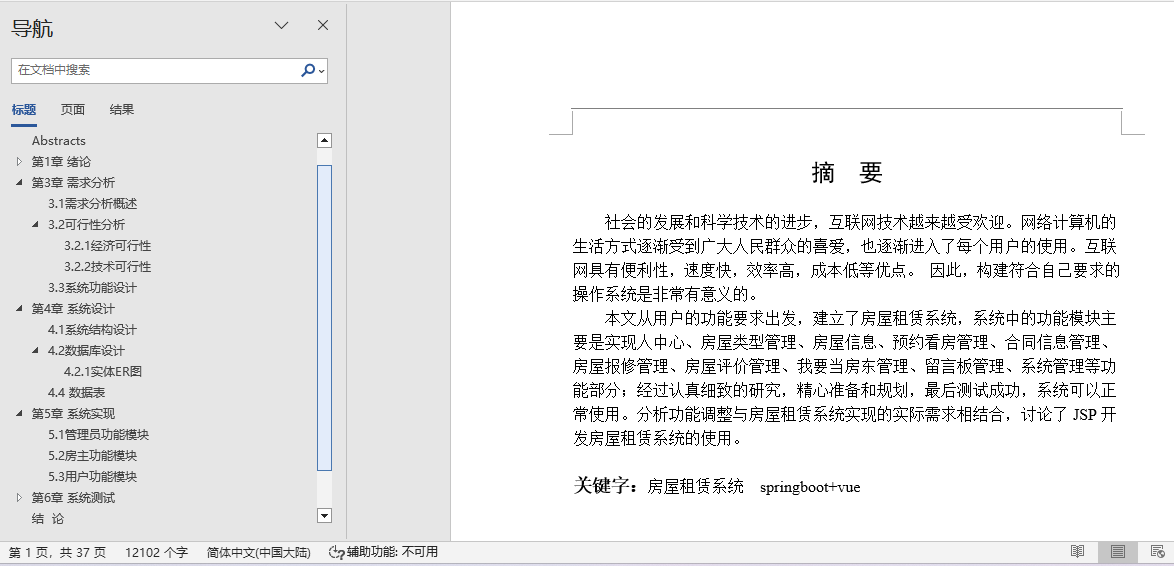 导航
在文档中搜索
标题 页面 结果
Abstracts
第1章 绪论
第3章 需求分析
3.1需求分析概述
3.2可行性分析
3.2.1经济可行性
3.2.2技术可行性
3.3系统功能设计
第4章 系统设计
4.1系统结构设计
4.2数据库设计
4.2.1实体ER图
4.4 数据表
第5章 系统实现
5.1管理员功能模块
5.2房主功能模块
5.3用户功能模块
第6章 系统测试
结 论
摘 要
社会的发展和科学技术的进步，互联网技术越来越受欢迎。网络计算机的
生活方式逐渐受到广大人民群众的喜爱，也逐渐进入了每个用户的使用。互联
网具有便利性，速度快，效率高，成本低等优点。 因此，构建符合自己要求的
操作系统是非常有意义的。
本文从用户的功能要求出发，建立了房屋租赁系统，系统中的功能模块主
要是实现人中心、房屋类型管理、房屋信息、预约看房管理、合同信息管理、
房屋报修管理、房屋评价管理、我要当房东管理、留言板管理、系统管理等功
能部分；经过认真细致的研究，精心准备和规划，最后测试成功，系统可以正
常使用。分析功能调整与房屋租赁系统实现的实际需求相结合，讨论了 JSP 开
发房屋租赁系统的使用。
关键字：房屋租赁系统 springboot+vue
第 1 页，共 37 页 12102 个字 简体中文(中国大陆) 辅助功能: 不可用